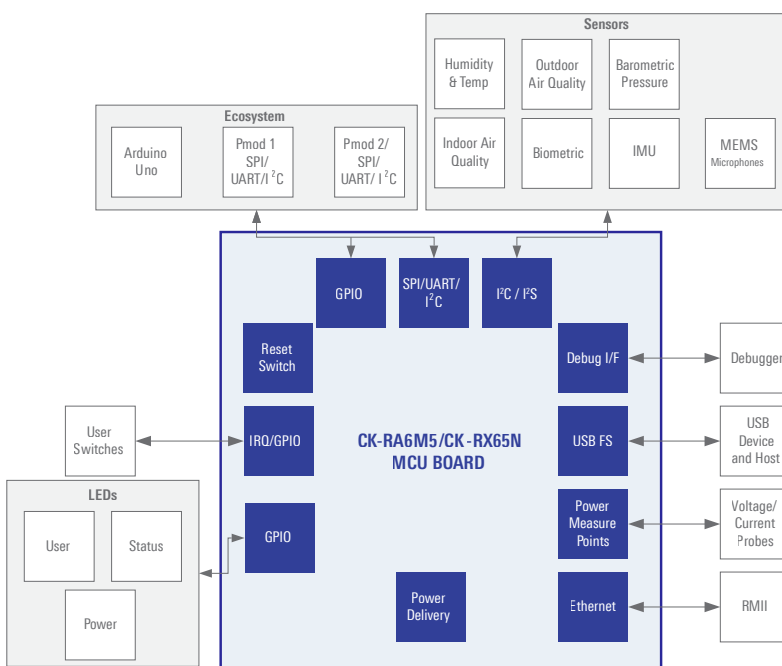 Sensors
Humidity
& Temp
Outdoor
Air Quality
Barometric
Pressure
Indoor Air
Quality
Biometric
IMU
MEMS
Microphones
Ecosystem
Arduino
Uno
Pmod 1
SPI/
UART/I²C
Pmod 2/
SPI/
UART/ I²C
GPIO
SPI/UART/
I²C
I²C / I²S
Reset
Switch
Debug I/F
Debugger
User
Switches
IRQ/GPIO
CK-RA6M5/CK-RX65N
MCU BOARD
USB FS
USB
Device
and Host
LEDs
User
Status
Power
GPIO
Power
Measure
Points
Voltage/
Current
Probes
Power
Delivery
Ethernet
RMII